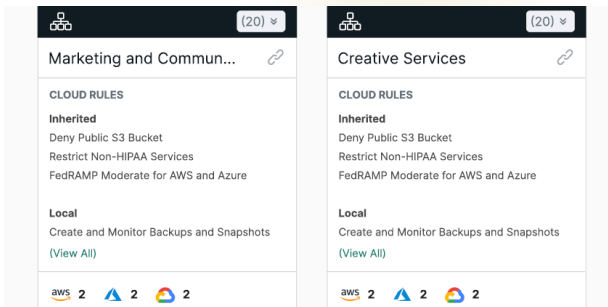 (20)
Marketing and Commun...
CLOUD RULES
Inherited
Deny Public S3 Bucket
Restrict Non-HIPAA Services
FedRAMP Moderate for AWS and Azure
Local
Create and Monitor Backups and Snapshots
(View All)
aws 2 2 2
(20)
Creative Services
CLOUD RULES
Inherited
Deny Public S3 Bucket
Restrict Non-HIPAA Services
FedRAMP Moderate for AWS and Azure
Local
Create and Monitor Backups and Snapshots
(View All)
aws 2 2 2